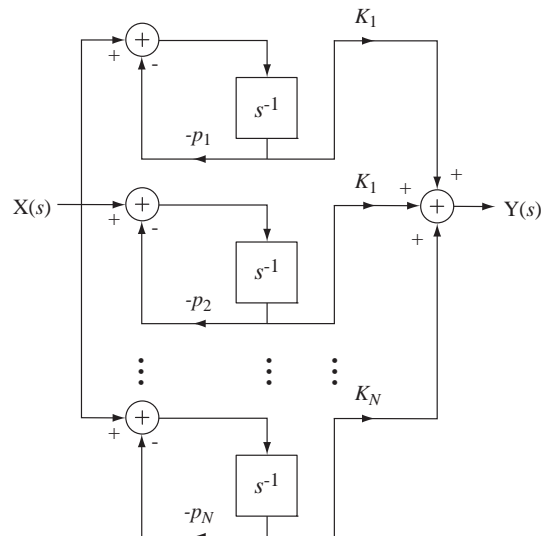 K1
+
+
-
s-1
-p1
K1
+
X(s)
+
+
+
Y(s)
+
-
+
s-1
-p2
KN
+
+
-
s-1
-pN